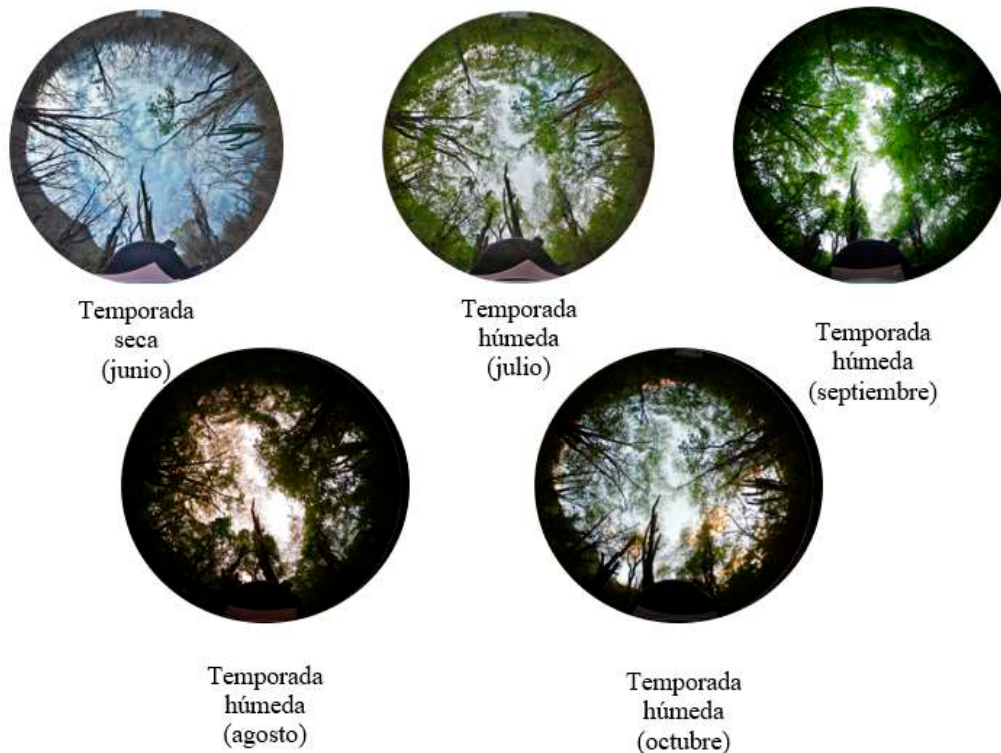 Temporada
seca
(junio)
Temporada
húmeda
(julio)
Temporada
húmeda
(septiembre)
Temporada
húmeda
(agosto)
Temporada
húmeda
(octubre)